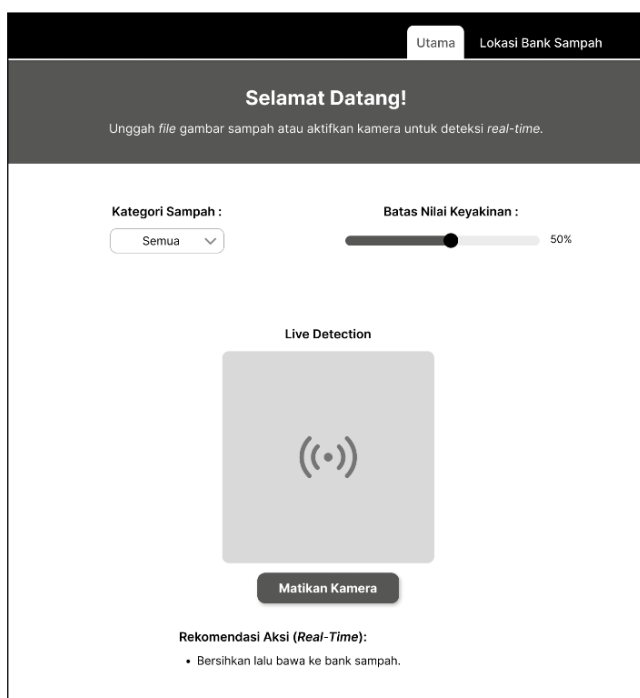 Utama
Lokasi Bank Sampah
Selamat Datang!
Unggah file gambar sampah atau aktifkan kamera untuk deteksi real-time.
Kategori Sampah :
Batas Nilai Keyakinan :
Semua
50%
Live Detection
Matikan Kamera
Rekomendasi Aksi (Real-Time):
• Bersihkan lalu bawa ke bank sampah.